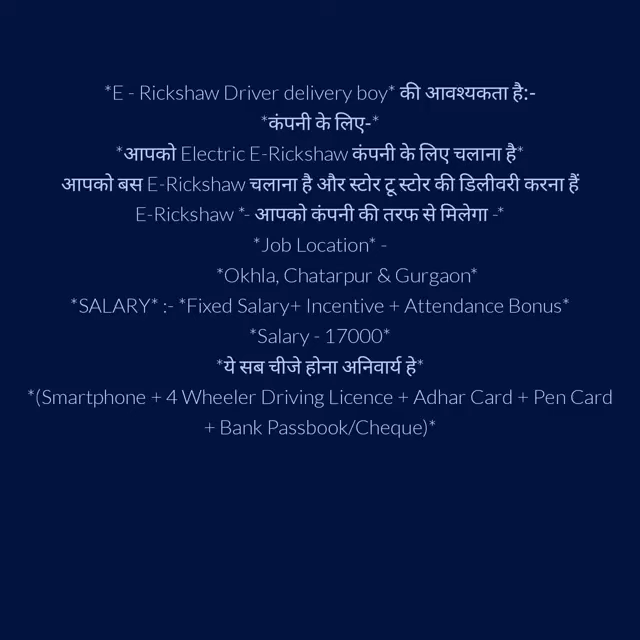 *E - Rickshaw Driver delivery boy* की आवश्यकता है:-
*कंपनी के लिए-*
*आपको Electric E-Rickshaw कंपनी के लिए चलाना है*
आपको बस E-Rickshaw चलाना है और स्टोर टू स्टोर की डिलीवरी करना हैं
E-Rickshaw *- आपको कंपनी की तरफ से मिलेगा -*
*Job Location* -
*Okhla, Chatarpur & Gurgaon*
*SALARY* :- *Fixed Salary+ Incentive + Attendance Bonus*
*Salary - 17000*
*ये सब चीजे होना अनिवार्य हे*
*(Smartphone + 4 Wheeler Driving Licence + Adhar Card + Pen Card
+ Bank Passbook/Cheque)*